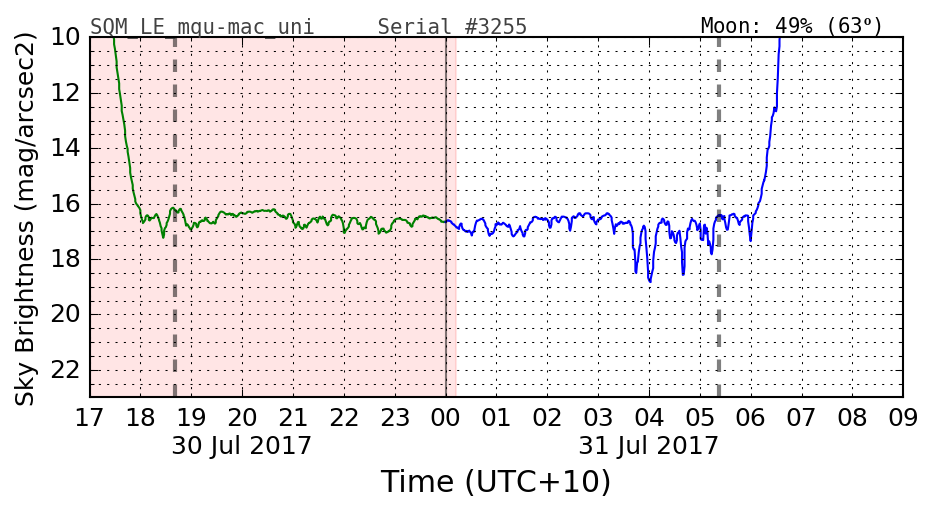 SQM_LE_mqu-mac_uni Serial #3255 Moon: 49% (63º)
10
12
14
16
18
20
22
Sky Brightness (mag/arcsec2)
17 18 19 20 21 22 23 00 01 02 03 04 05 06 07 08 09
30 Jul 2017 31 Jul 2017
Time (UTC+10)